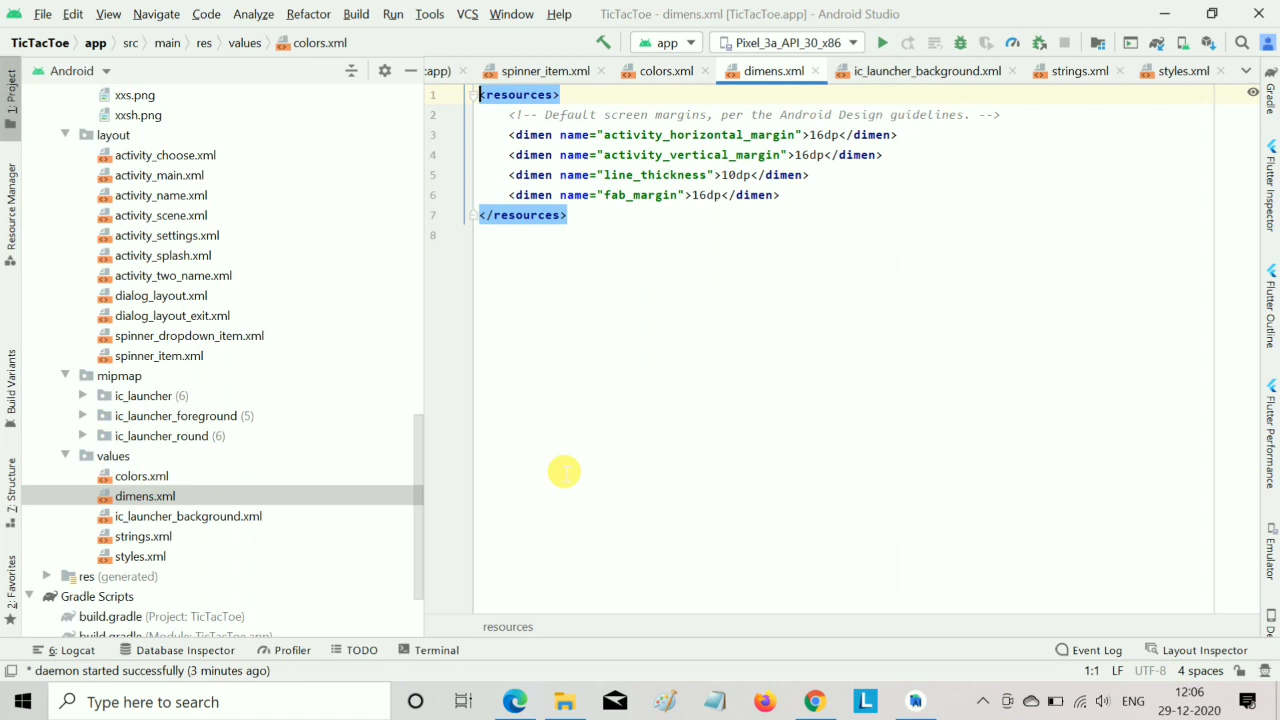 File Edit View Navigate Code Analyze Refactor Build Run Tools VCS Window Help TicTacToe - dimens.xml [TicTacToe.app] - Android Studio
TicTacToe app src main res values colors.xml app Pixel_3a_API_30_x86
Android :app) spinner_item.xml colors.xml dimens.xml ic_launcher_background.xml strings.xml styles.xml
1: Project
Resource Manager
Build Variants
Z: Structure
2: Favorites
xxs.png
xxsh.png
layout
activity_choose.xml
activity_main.xml
activity_name.xml
activity_scene.xml
activity_settings.xml
activity_splash.xml
activity_two_name.xml
dialog_layout.xml
dialog_layout_exit.xml
spinner_dropdown_item.xml
spinner_item.xml
mipmap
ic_launcher (6)
ic_launcher_foreground (5)
ic_launcher_round (6)
values
colors.xml
dimens.xml
ic_launcher_background.xml
strings.xml
styles.xml
res (generated)
Gradle Scripts
build.gradle (Project: TicTacToe)
build.gradle (Module: TicTacToe.app)
1 <resources>
2 <!-- Default screen margins, per the Android Design guidelines. -->
3 <dimen name="activity_horizontal_margin">16dp</dimen>
4 <dimen name="activity_vertical_margin">16dp</dimen>
5 <dimen name="line_thickness">10dp</dimen>
6 <dimen name="fab_margin">16dp</dimen>
7 </resources>
8
resources
Gradle
Flutter Inspector
Flutter Outline
Flutter Performance
Emulator
6: Logcat Database Inspector Profiler TODO Terminal Event Log Layout Inspector
* daemon started successfully (3 minutes ago) 1:1 LF UTF-8 4 spaces
Type here to search L ENG 12:06
29-12-2020